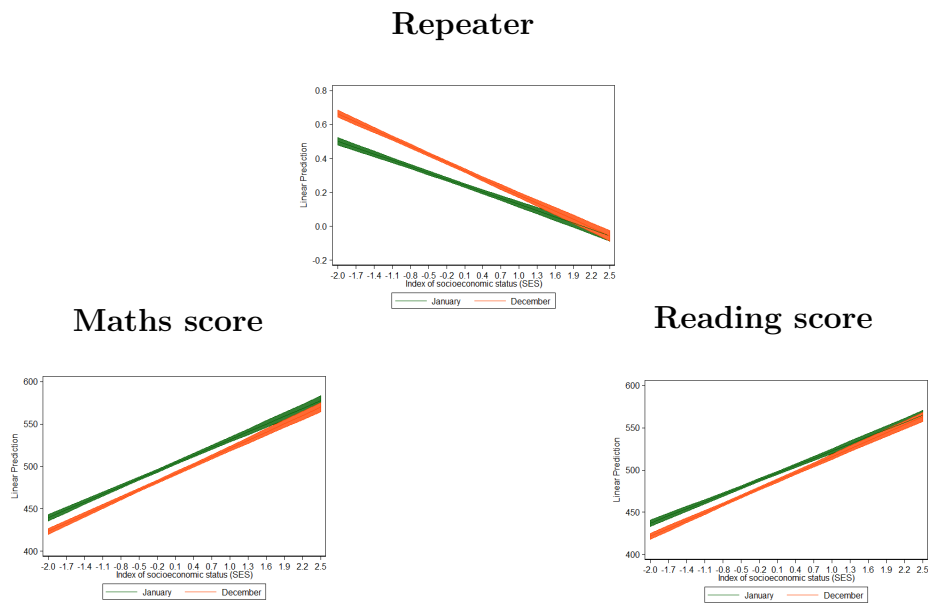 Repeater
0.8
0.6
0.4
0.2
0.0
-0.2
Linear Prediction
-2.0 -1.7 -1.4 -1.1 -0.8 -0.5 -0.2 0.1 0.4 0.7 1.0 1.3 1.6 1.9 2.2 2.5
Index of socioeconomic status (SES)
January December
Maths score
600
550
500
450
400
Linear Prediction
-2.0 -1.7 -1.4 -1.1 -0.8 -0.5 -0.2 0.1 0.4 0.7 1.0 1.3 1.6 1.9 2.2 2.5
Index of socioeconomic status (SES)
January December
Reading score
600
550
500
450
400
Linear Prediction
-2.0 -1.7 -1.4 -1.1 -0.8 -0.5 -0.2 0.1 0.4 0.7 1.0 1.3 1.6 1.9 2.2 2.5
Index of socioeconomic status (SES)
January December